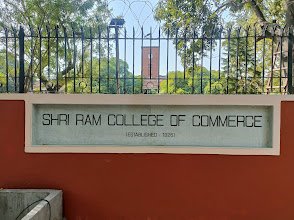 SHRI RAM COLLEGE OF COMMERCE
(ESTABLISHED - 1926)